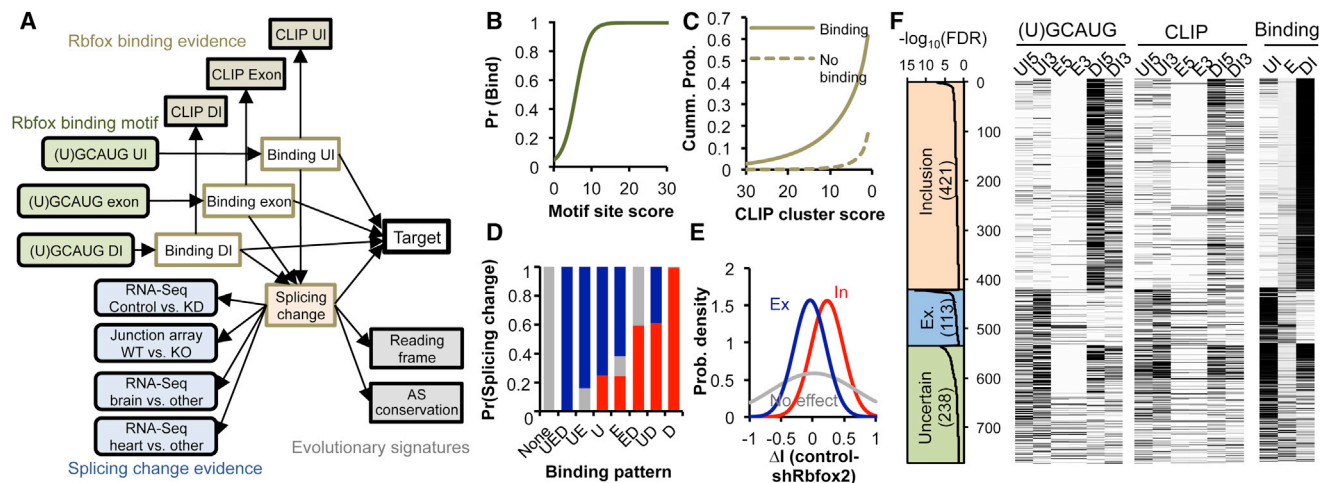 A
Rbfox binding evidence
CLIP UI
CLIP Exon
CLIP DI
Rbfox binding motif
(U)GCAUG UI
Binding UI
(U)GCAUG exon
Binding exon
(U)GCAUG DI
Binding DI
Target
RNA-Seq
Control vs. KD
Splicing
change
Junction array
WT vs. KO
Reading
frame
RNA-Seq
brain vs. other
AS
conservation
RNA-Seq
heart vs. other
Evolutionary signatures
Splicing change evidence
B
Pr (Bind)
1
0.8
0.6
0.4
0.2
0
0 10 20 30
Motif site score
C
Cumm. Prob.
0.7
0.6
0.5
0.4
0.3
0.2
0.1
0
Binding
No
binding
30 20 10 0
CLIP cluster score
D
Pr(Splicing change)
1
0.8
0.6
0.4
0.2
0
None UED UE U E ED UD D
Binding pattern
E
Prob. density
2
1.5
1
0.5
0
Ex
In
No effect
-1 -0.5 0 0.5 1
ΔI (control-
shRbfox2)
F
-log10(FDR)
15 10 5 0
(U)GCAUG
CLIP
Binding
UI5 UI3 E5 E3 DI5 DI3
UI5 UI3 E5 E3 DI5 DI3
UI E DI
0
100
200
300
400
500
600
700
Inclusion
(421)
Ex.
(113)
Uncertain
(238)